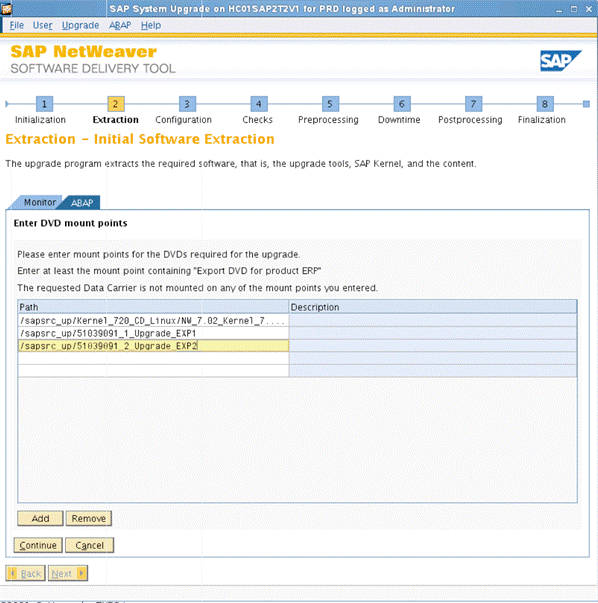 SAP System Upgrade on HC01SAP2T2V1 for PRD logged as Administrator
File User Upgrade ABAP Help
SAP NetWeaver
SOFTWARE DELIVERY TOOL
SAP
1 2 3 4 5 6 7 8
Initialization Extraction Configuration Checks Preprocessing Downtime Postprocessing Finalization
Extraction - Initial Software Extraction
The upgrade program extracts the required software, that is, the upgrade tools, SAP Kernel, and the content.
Monitor ABAP
Enter DVD mount points
Please enter mount points for the DVDs required for the upgrade.
Enter at least the mount point containing "Export DVD for product ERP"
The requested Data Carrier is not mounted on any of the mount points you entered.
Path Description
/sapsrc_up/Kernel_720_CD_Linux/NW_7.02_Kernel_7....
/sapsrc_up/51039091_1_Upgrade_EXP1
/sapsrc_up/51039091_2_Upgrade_EXP2
Add Remove
Continue Cancel
Back Next